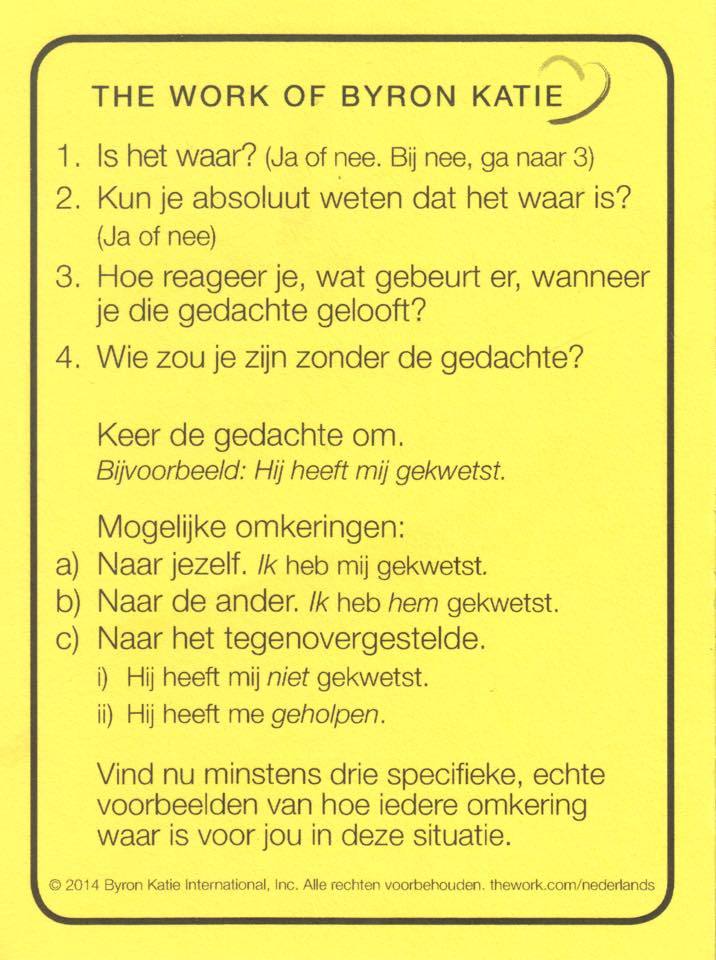 THE WORK OF BYRON KATIE
1. Is het waar? (Ja of nee. Bij nee, ga naar 3)
2. Kun je absoluut weten dat het waar is?
(Ja of nee)
3. Hoe reageer je, wat gebeurt er, wanneer
je die gedachte gelooft?
4. Wie zou je zijn zonder de gedachte?
Keer de gedachte om.
Bijvoorbeeld: Hij heeft mij gekwetst.
Mogelijke omkeringen:
a) Naar jezelf. Ik heb mij gekwetst.
b) Naar de ander. Ik heb hem gekwetst.
c) Naar het tegenovergestelde.
i) Hij heeft mij niet gekwetst.
ii) Hij heeft me geholpen.
Vind nu minstens drie specifieke, echte
voorbeelden van hoe iedere omkering
waar is voor jou in deze situatie.
© 2014 Byron Katie International, Inc. Alle rechten voorbehouden. thework.com/nederlands